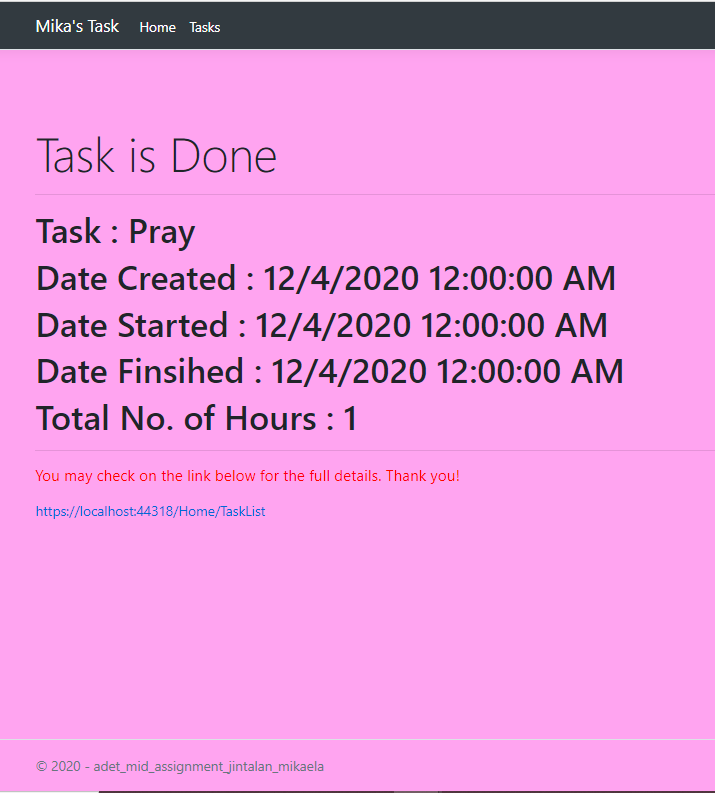 Mika's Task Home Tasks
Task is Done
Task : Pray
Date Created : 12/4/2020 12:00:00 AM
Date Started : 12/4/2020 12:00:00 AM
Date Finsihed : 12/4/2020 12:00:00 AM
Total No. of Hours : 1
You may check on the link below for the full details. Thank you!
https://localhost:44318/Home/TaskList
© 2020 - adet_mid_assignment_jintalan_mikaela